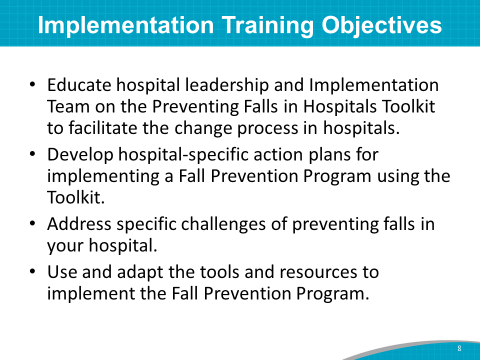 Implementation Training Objectives
• Educate hospital leadership and Implementation
Team on the Preventing Falls in Hospitals Toolkit
to facilitate the change process in hospitals.
• Develop hospital-specific action plans for
implementing a Fall Prevention Program using the
Toolkit.
• Address specific challenges of preventing falls in
your hospital.
• Use and adapt the tools and resources to
implement the Fall Prevention Program.
8